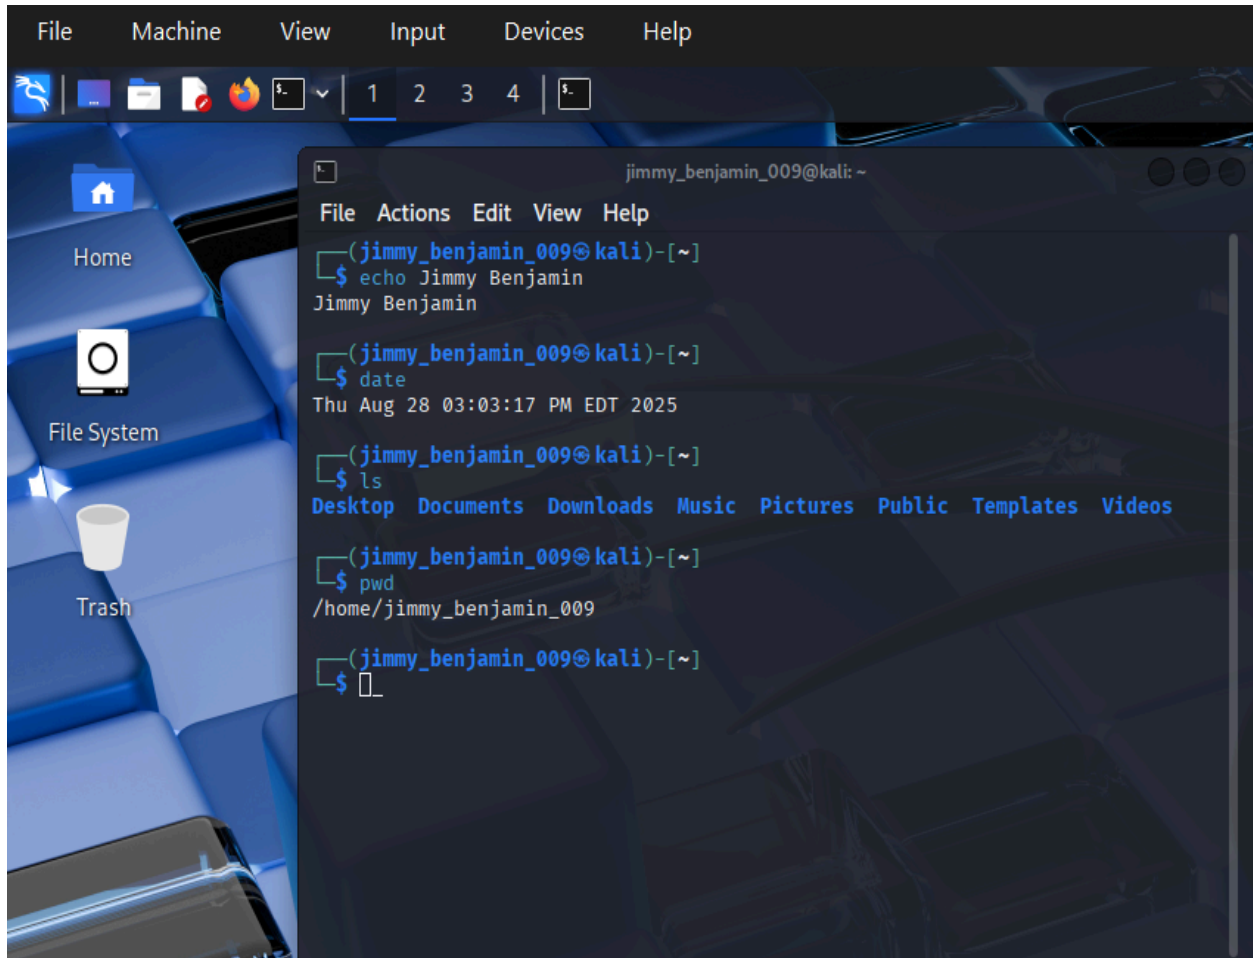 File Machine View Input Devices Help
1 2 3 4
jimmy_benjamin_009@kali: ~
File Actions Edit View Help
Home
File System
Trash
┌──(jimmy_benjamin_009㉿kali)-[~]
└─$ echo Jimmy Benjamin
Jimmy Benjamin
┌──(jimmy_benjamin_009㉿kali)-[~]
└─$ date
Thu Aug 28 03:03:17 PM EDT 2025
┌──(jimmy_benjamin_009㉿kali)-[~]
└─$ ls
Desktop Documents Downloads Music Pictures Public Templates Videos
┌──(jimmy_benjamin_009㉿kali)-[~]
└─$ pwd
/home/jimmy_benjamin_009
┌──(jimmy_benjamin_009㉿kali)-[~]
└─$ _